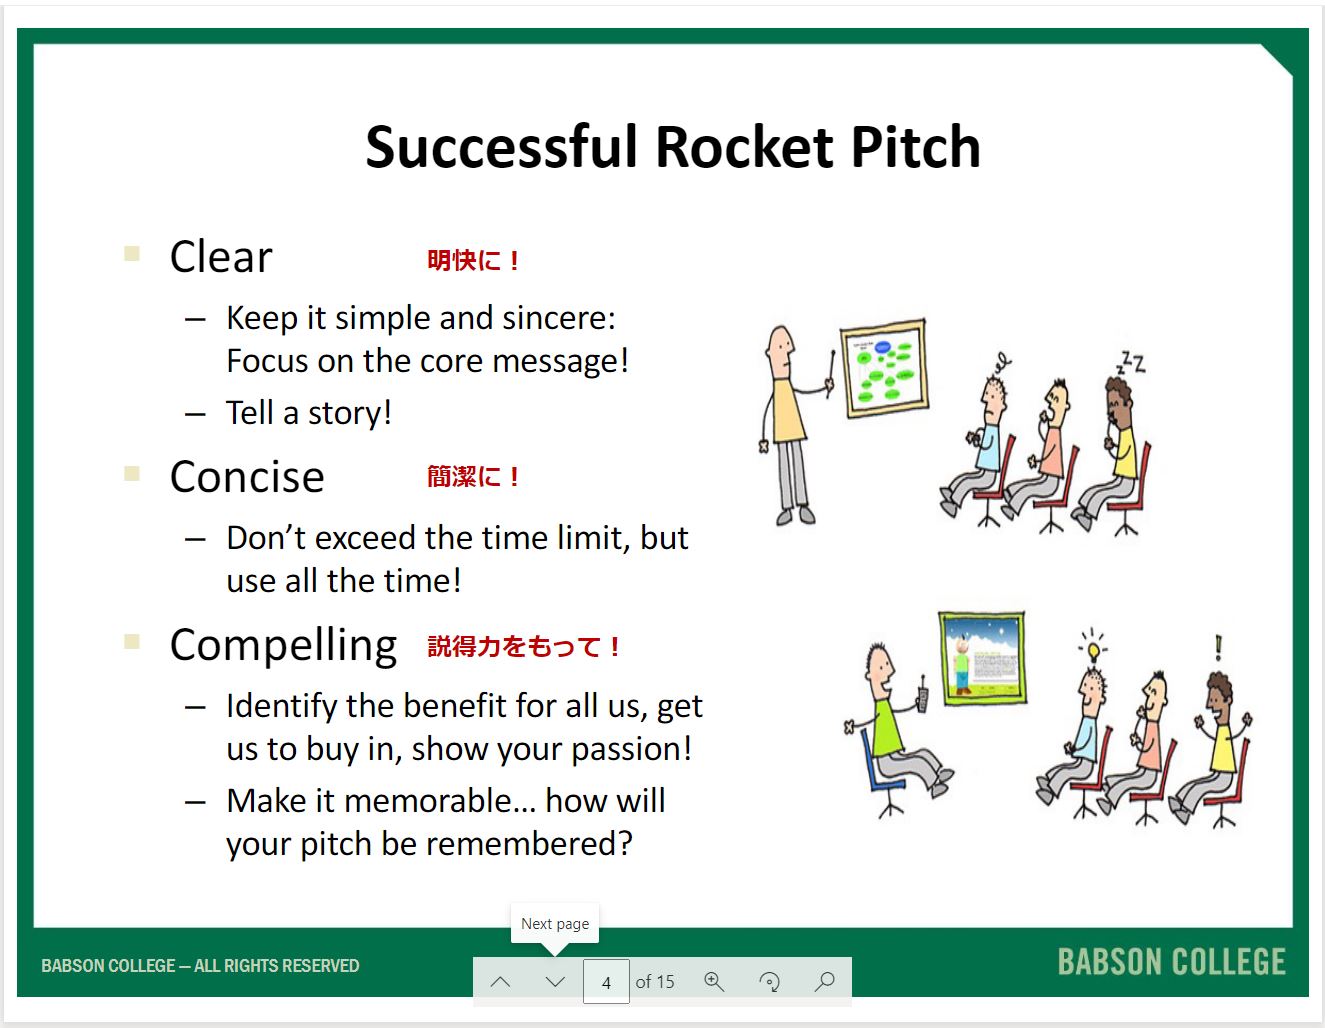 Successful Rocket Pitch
Clear
明快に！
– Keep it simple and sincere:
Focus on the core message!
– Tell a story!
Concise
簡潔に！
– Don’t exceed the time limit, but
use all the time!
Compelling
説得力をもって！
– Identify the benefit for all us, get
us to buy in, show your passion!
– Make it memorable… how will
your pitch be remembered?
zZZ
!
Next page
BABSON COLLEGE – ALL RIGHTS RESERVED
4 of 15
BABSON COLLEGE